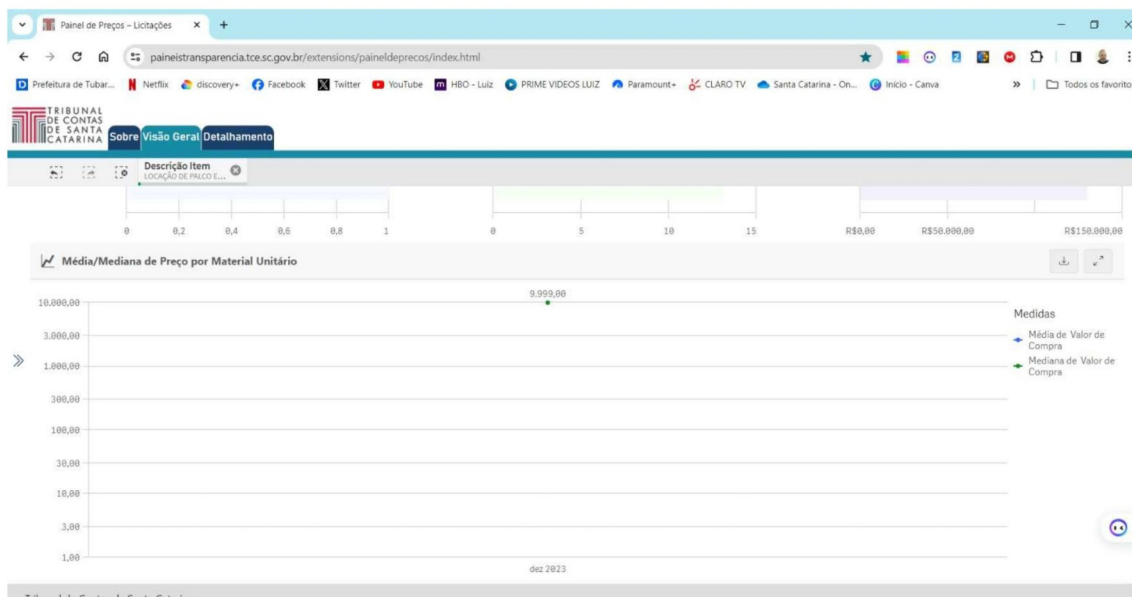 Painel de Preços – Licitações
paineistransparencia.tce.sc.gov.br/extensions/paineldeprecos/index.html
Prefeitura de Tubar... Netflix discovery+ Facebook Twitter YouTube HBO - Luiz PRIME VIDEOS LUIZ Paramount+ CLARO TV Santa Catarina - On... Início - Canva » Todos os favorito
TRIBUNAL
DE CONTAS
DE SANTA
CATARINA
Sobre Visão Geral Detalhamento
Descrição Item
LOCAÇÃO DE PALCO E...
0 0,2 0,4 0,6 0,8 1
0 5 10 15
R$0,00 R$50.000,00 R$150.000,00
Média/Mediana de Preço por Material Unitário
9.999,00
10.000,00
3.000,00
1.000,00
300,00
100,00
30,00
10,00
3,00
1,00
dez 2023
Medidas
Média de Valor de
Compra
Mediana de Valor de
Compra